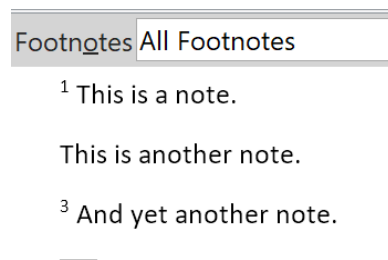 Footnotes All Footnotes
1 This is a note.
This is another note.
3 And yet another note.